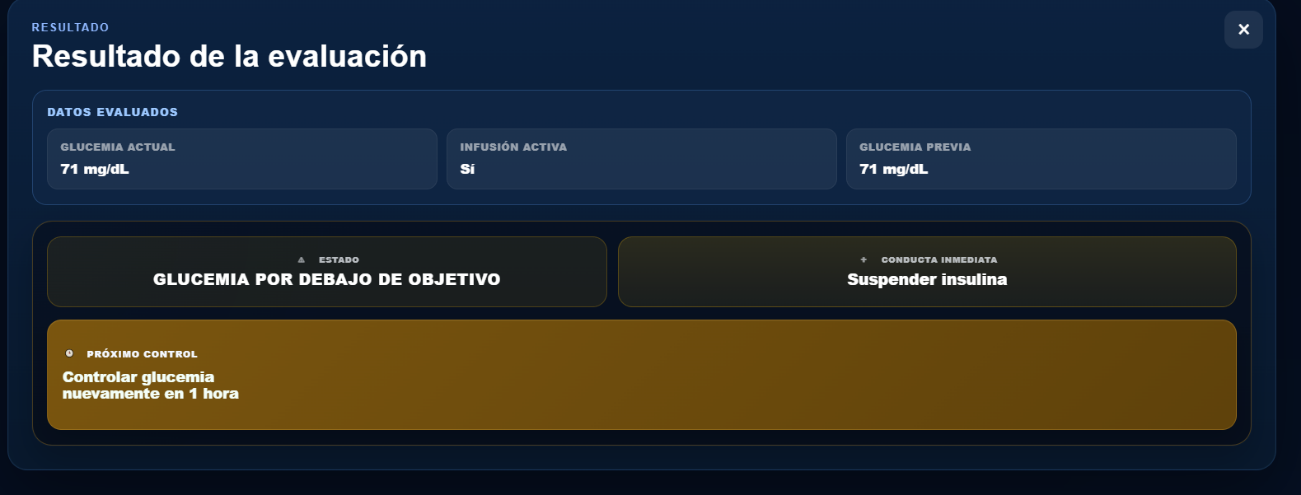 RESULTADO
Resultado de la evaluación
DATOS EVALUADOS
GLUCEMIA ACTUAL
71 mg/dL
INFUSIÓN ACTIVA
Sí
GLUCEMIA PREVIA
71 mg/dL
ESTADO
GLUCEMIA POR DEBAJO DE OBJETIVO
CONDUCTA INMEDIATA
Suspender insulina
PRÓXIMO CONTROL
Controlar glucemia
nuevamente en 1 hora